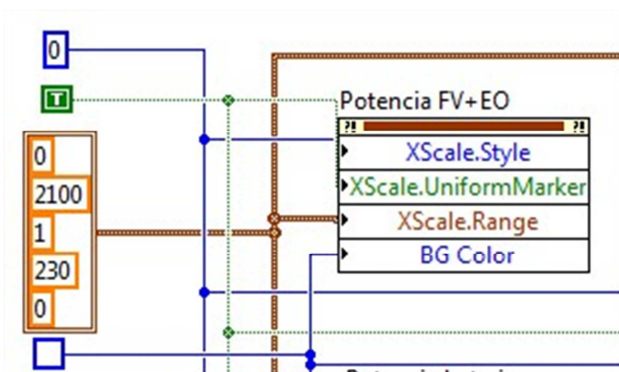 0
T
Potencia FV+EO
?! ?!
XScale.Style
XScale.UniformMarker
XScale.Range
BG Color
0
2100
1
230
0